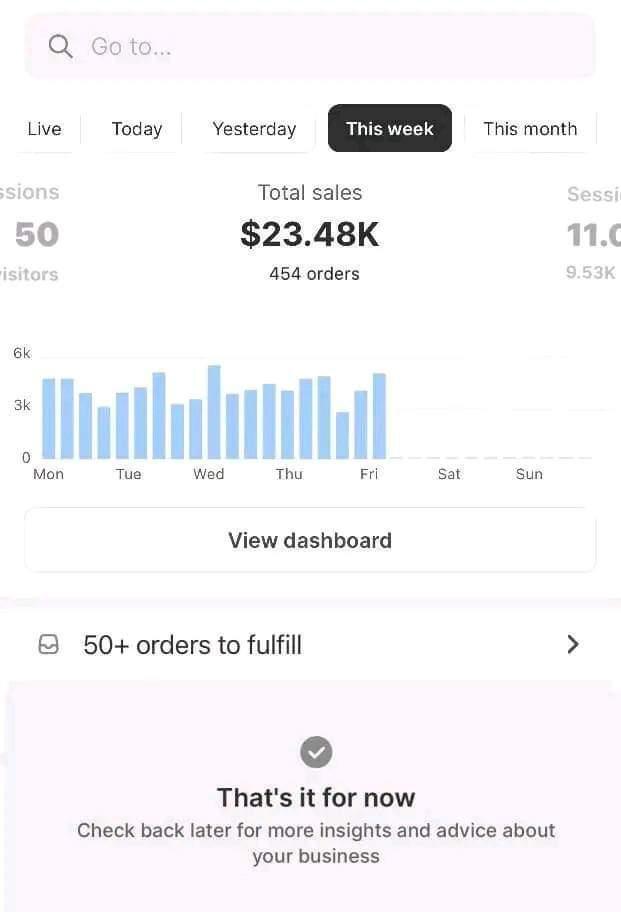 Go to...
Live Today Yesterday This week This month
ssions Total sales Sessi
50 $23.48K 11.0
visitors 454 orders 9.53K
6k
3k
0
Mon Tue Wed Thu Fri Sat Sun
View dashboard
50+ orders to fulfill
That's it for now
Check back later for more insights and advice about
your business